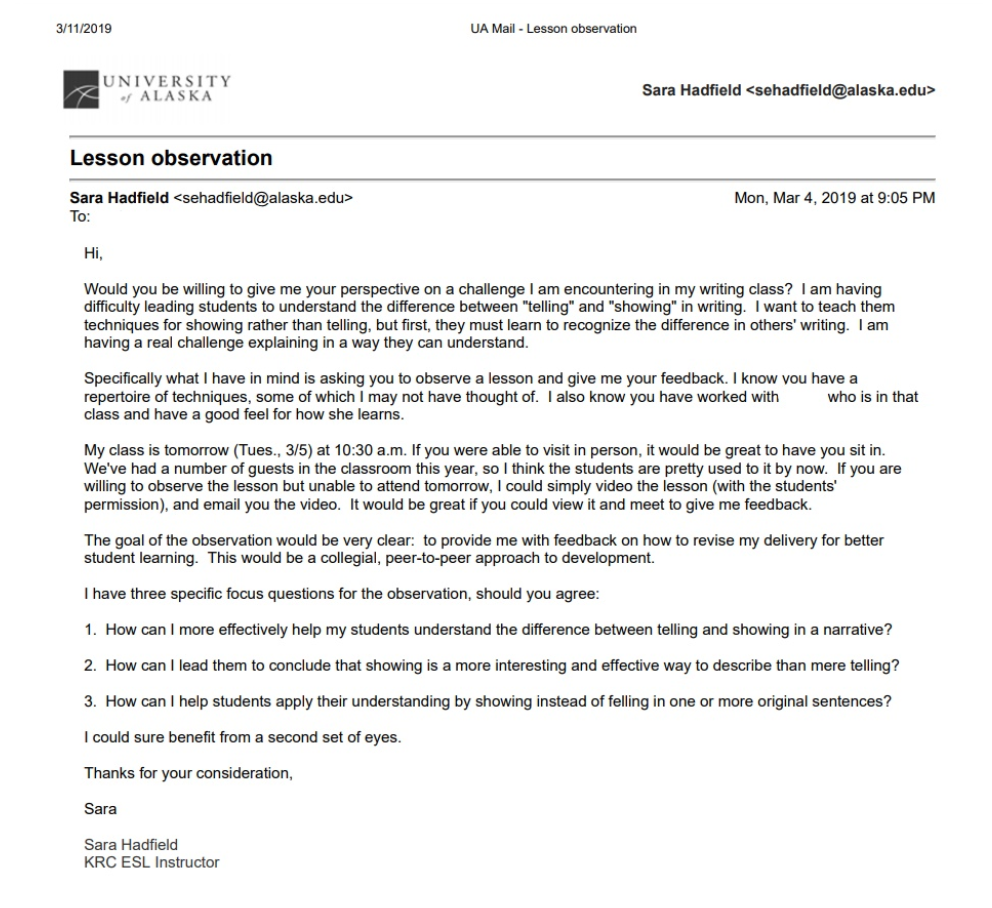 3/11/2019 UA Mail - Lesson observation
UNIVERSITY
of ALASKA
Sara Hadfield <sehadfield@alaska.edu>
Lesson observation
Sara Hadfield <sehadfield@alaska.edu> Mon, Mar 4, 2019 at 9:05 PM
To:
Hi,
Would you be willing to give me your perspective on a challenge I am encountering in my writing class? I am having
difficulty leading students to understand the difference between "telling" and "showing" in writing. I want to teach them
techniques for showing rather than telling, but first, they must learn to recognize the difference in others' writing. I am
having a real challenge explaining in a way they can understand.
Specifically what I have in mind is asking you to observe a lesson and give me your feedback. I know you have a
repertoire of techniques, some of which I may not have thought of. I also know you have worked with who is in that
class and have a good feel for how she learns.
My class is tomorrow (Tues., 3/5) at 10:30 a.m. If you were able to visit in person, it would be great to have you sit in.
We've had a number of guests in the classroom this year, so I think the students are pretty used to it by now. If you are
willing to observe the lesson but unable to attend tomorrow, I could simply video the lesson (with the students'
permission), and email you the video. It would be great if you could view it and meet to give me feedback.
The goal of the observation would be very clear: to provide me with feedback on how to revise my delivery for better
student learning. This would be a collegial, peer-to-peer approach to development.
I have three specific focus questions for the observation, should you agree:
1. How can I more effectively help my students understand the difference between telling and showing in a narrative?
2. How can I lead them to conclude that showing is a more interesting and effective way to describe than mere telling?
3. How can I help students apply their understanding by showing instead of felling in one or more original sentences?
I could sure benefit from a second set of eyes.
Thanks for your consideration,
Sara
Sara Hadfield
KRC ESL Instructor